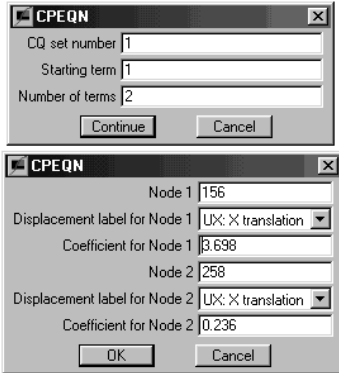 CPEQN
CQ set number 1
Starting term 1
Number of terms 2
Continue Cancel
CPEQN
Node 1 156
Displacement label for Node 1 UX: X translation
Coefficient for Node 1 3.698
Node 2 258
Displacement label for Node 2 UX: X translation
Coefficient for Node 2 0.236
OK Cancel